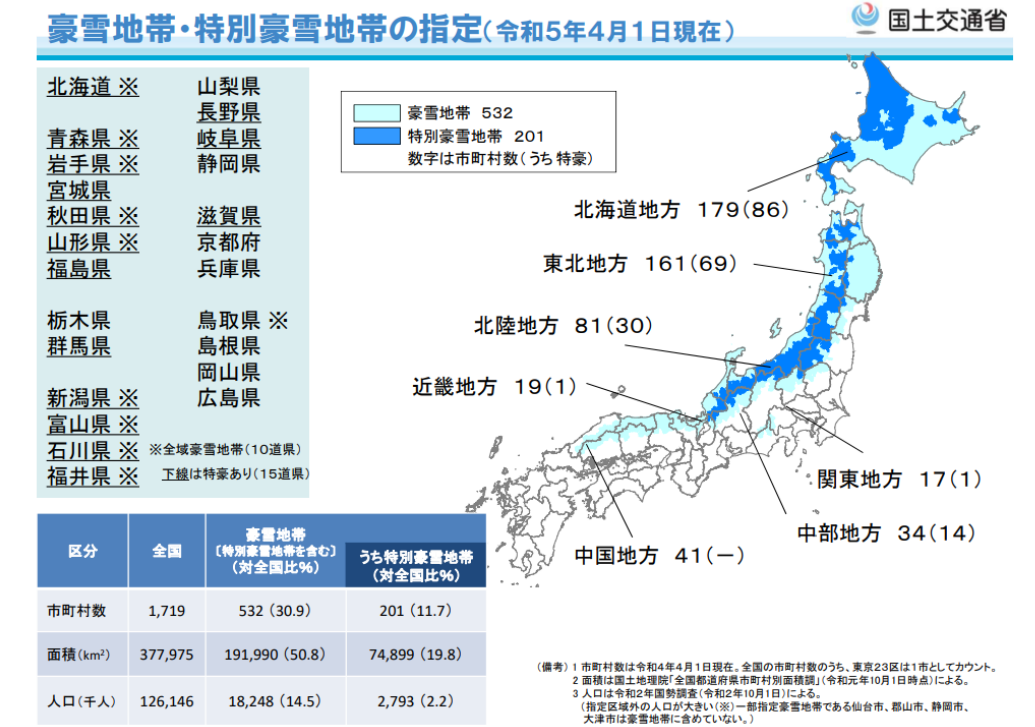 豪雪地帯・特別豪雪地帯の指定(令和5年4月1日現在)
国土交通省
北海道 ※ 山梨県
長野県
青森県 ※ 岐阜県
岩手県 ※ 静岡県
宮城県
秋田県 ※ 滋賀県
山形県 ※ 京都府
福島県 兵庫県
栃木県 鳥取県 ※
群馬県 島根県
岡山県
新潟県 ※ 広島県
富山県 ※
石川県 ※ ※全域豪雪地帯(10道県)
福井県 ※ 下線は特豪あり(15道県)
豪雪地帯 532
特別豪雪地帯 201
数字は市町村数(うち特豪)
北海道地方 179(86)
東北地方 161(69)
北陸地方 81(30)
近畿地方 19(1)
関東地方 17(1)
中部地方 34(14)
中国地方 41(-)
区分 全国 豪雪地帯 〔特別豪雪地帯を含む〕 (対全国比%) うち特別豪雪地帯 (対全国比%)
市町村数 1,719 532 (30.9) 201 (11.7)
面積(km²) 377,975 191,990 (50.8) 74,899 (19.8)
人口(千人) 126,146 18,248 (14.5) 2,793 (2.2)
(備考) 1 市町村数は令和4年4月1日現在。全国の市町村数のうち、東京23区は1市としてカウント。
2 面積は国土地理院「全国都道府県市町村別面積調」(令和元年10月1日時点)による。
3 人口は令和2年国勢調査(令和2年10月1日)による。
(指定区域外の人口が大きい(※)一部指定豪雪地帯である仙台市、郡山市、静岡市、
大津市は豪雪地帯に含めていない。)